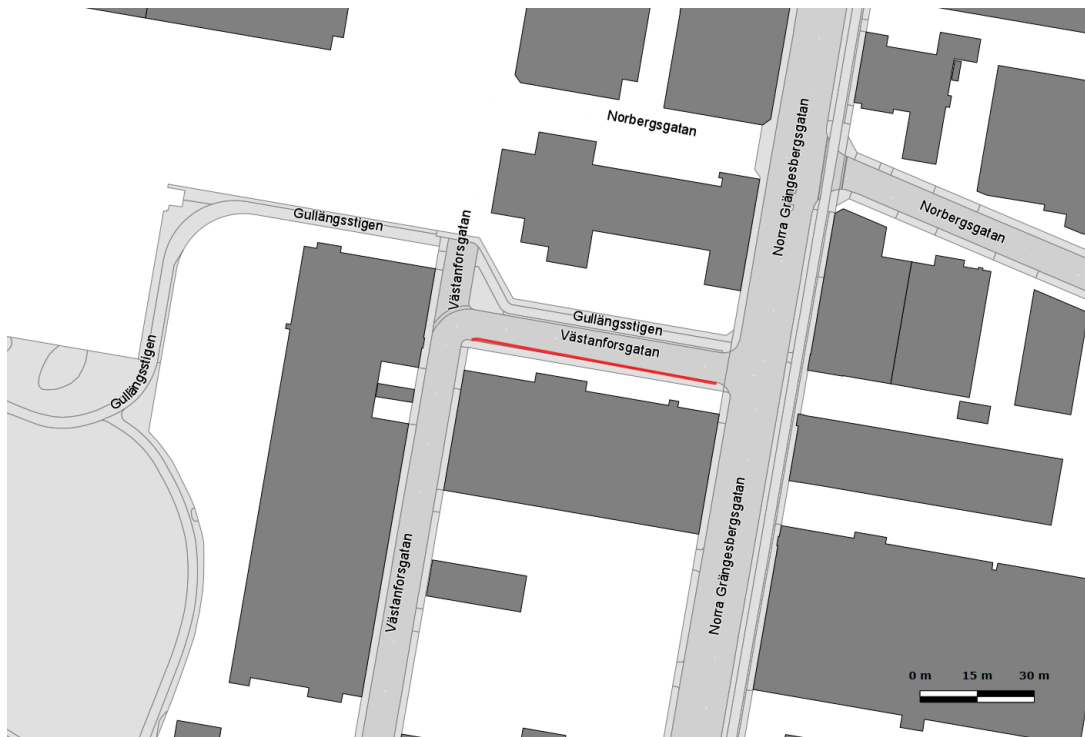 Norbergsgatan
Norra Grängesbergsgatan
Norbergsgatan
Gullängsstigen
Västanforsgatan
Gullängsstigen
Västanforsgatan
Gullängsstigen
Västanforsgatan
Norra Grängesbergsgatan
0 m 15 m 30 m